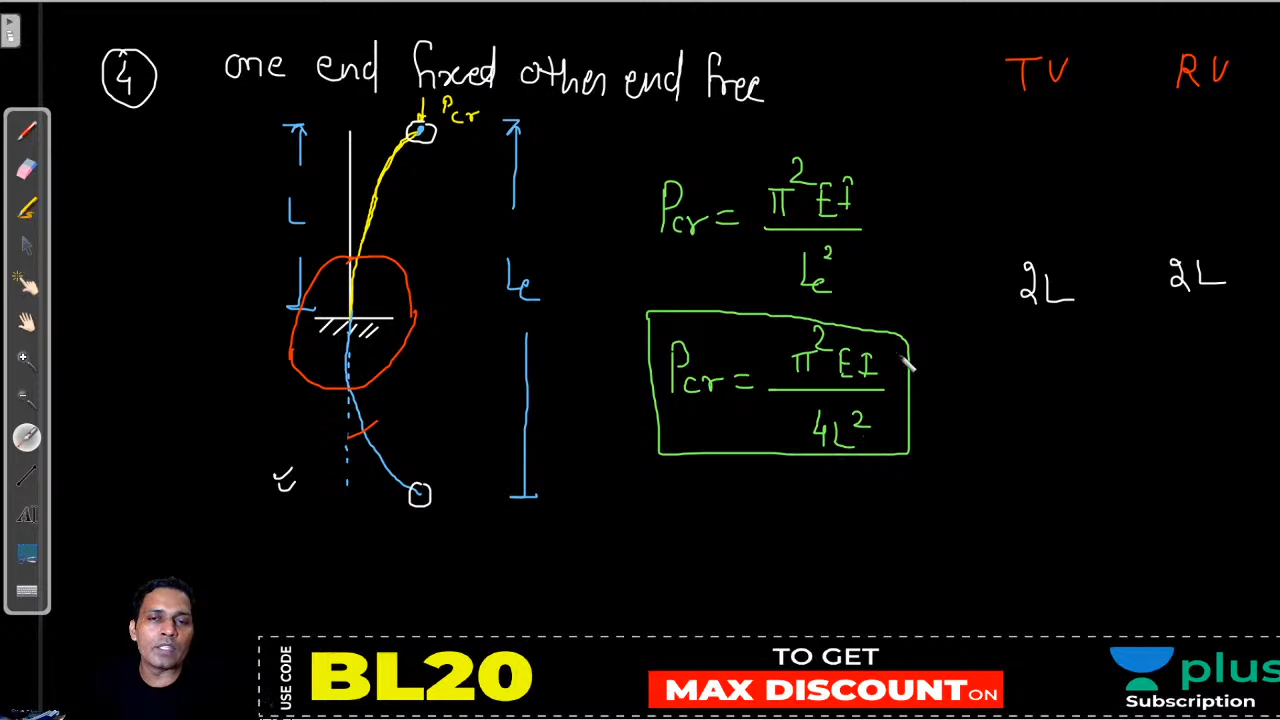 4 one end fixed other end free TV RV
Pcr
L
Le
Pcr = π²EI / Le²
2L 2L
Pcr = π²EI / 4L²
USE CODE
BL20
TO GET
MAX DISCOUNT ON
plus
Subscription